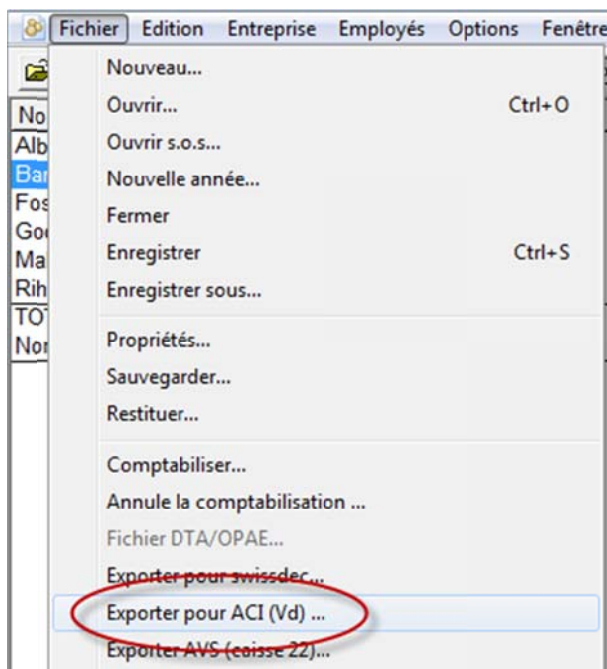 Fichier Edition Entreprise Employés Options Fenêtre
Nouveau...
Ouvrir... Ctrl+O
Ouvrir s.o.s...
Nouvelle année...
Fermer
Enregistrer Ctrl+S
Enregistrer sous...
Propriétés...
Sauvegarder...
Restituer...
Comptabiliser...
Annule la comptabilisation ...
Fichier DTA/OPAE...
Exporter pour swissdec...
Exporter pour ACI (Vd) ...
Exporter AVS (caisse 22)...